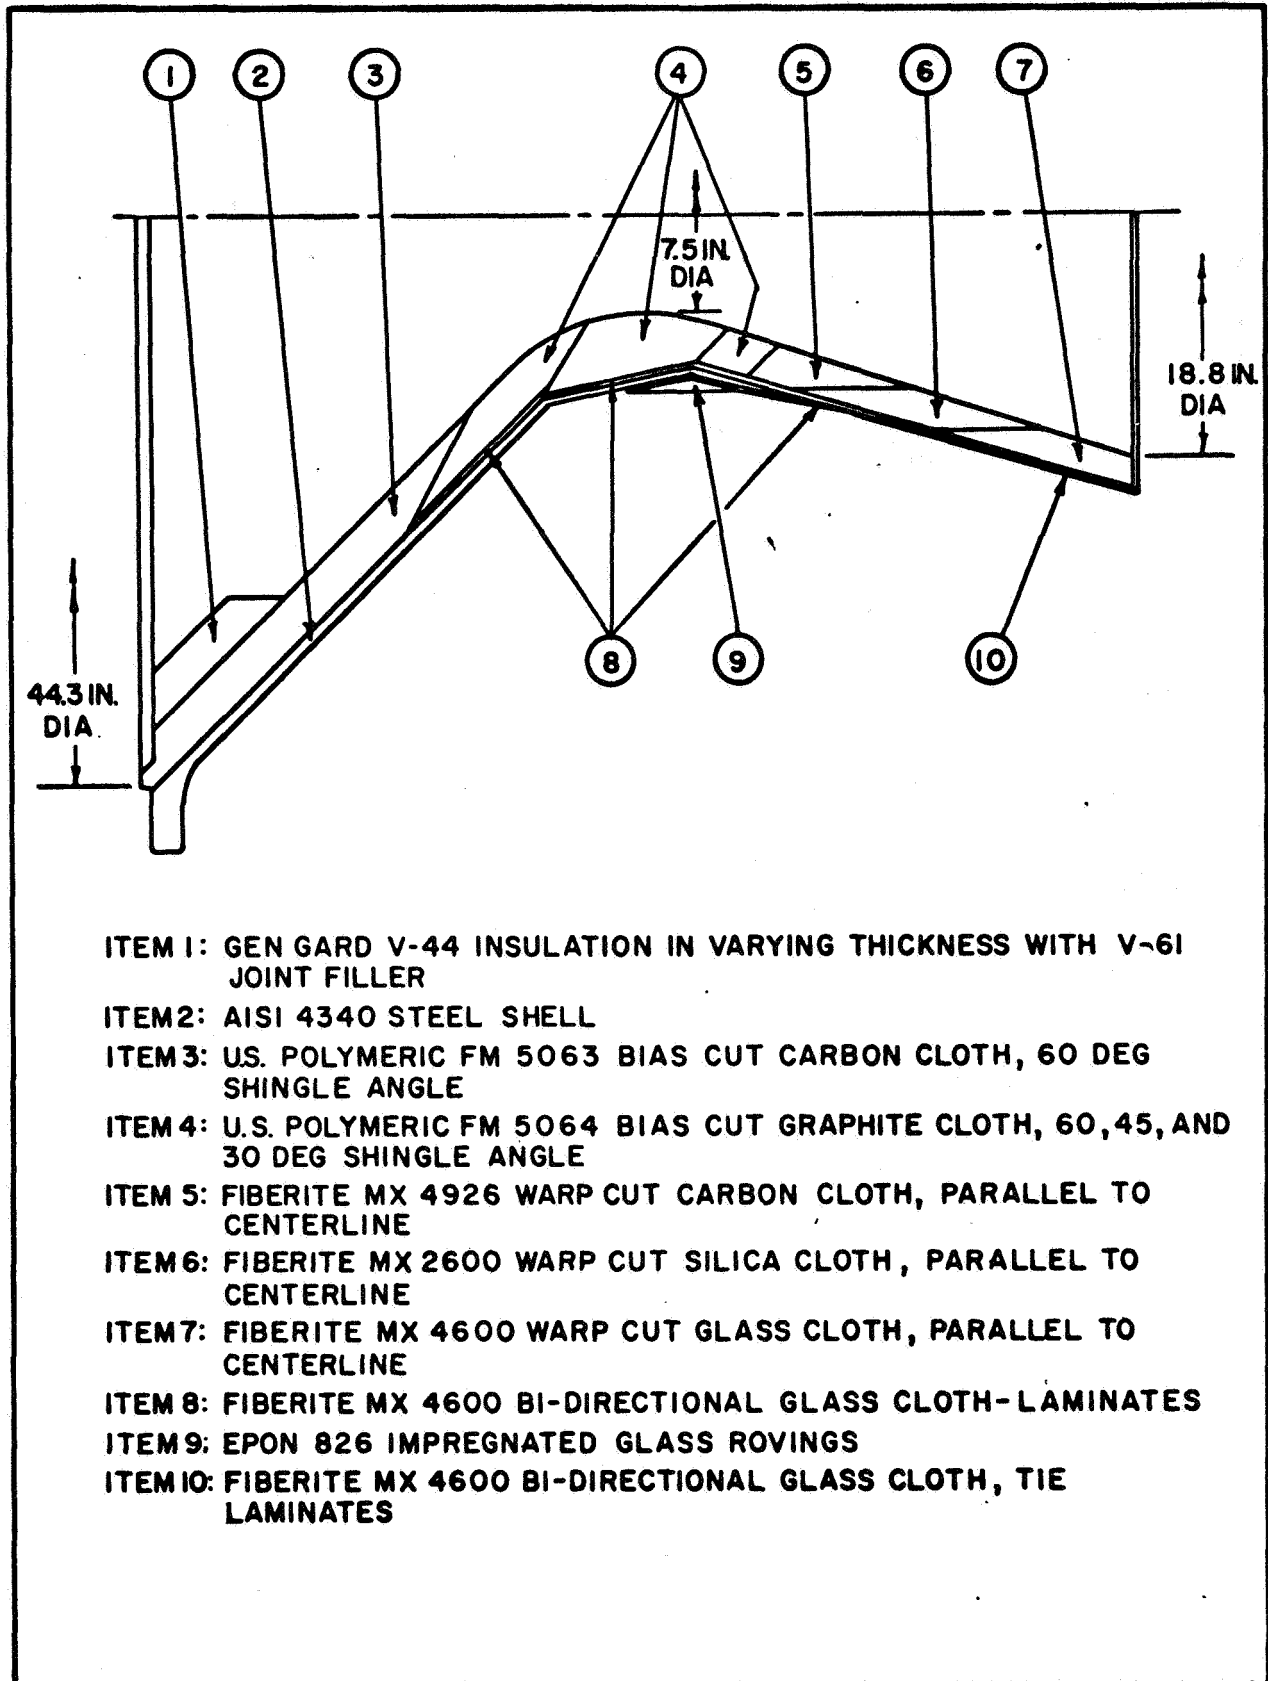 1 2 3 4 5 6 7
7.5 IN.
DIA
18.8 IN.
DIA
44.3 IN.
DIA.
8 9 10
ITEM 1: GEN GARD V-44 INSULATION IN VARYING THICKNESS WITH V-61
JOINT FILLER
ITEM 2: AISI 4340 STEEL SHELL
ITEM 3: U.S. POLYMERIC FM 5063 BIAS CUT CARBON CLOTH, 60 DEG
SHINGLE ANGLE
ITEM 4: U.S. POLYMERIC FM 5064 BIAS CUT GRAPHITE CLOTH, 60, 45, AND
30 DEG SHINGLE ANGLE
ITEM 5: FIBERITE MX 4926 WARP CUT CARBON CLOTH, PARALLEL TO
CENTERLINE
ITEM 6: FIBERITE MX 2600 WARP CUT SILICA CLOTH, PARALLEL TO
CENTERLINE
ITEM 7: FIBERITE MX 4600 WARP CUT GLASS CLOTH, PARALLEL TO
CENTERLINE
ITEM 8: FIBERITE MX 4600 BI-DIRECTIONAL GLASS CLOTH-LAMINATES
ITEM 9: EPON 826 IMPREGNATED GLASS ROVINGS
ITEM 10: FIBERITE MX 4600 BI-DIRECTIONAL GLASS CLOTH, TIE
LAMINATES